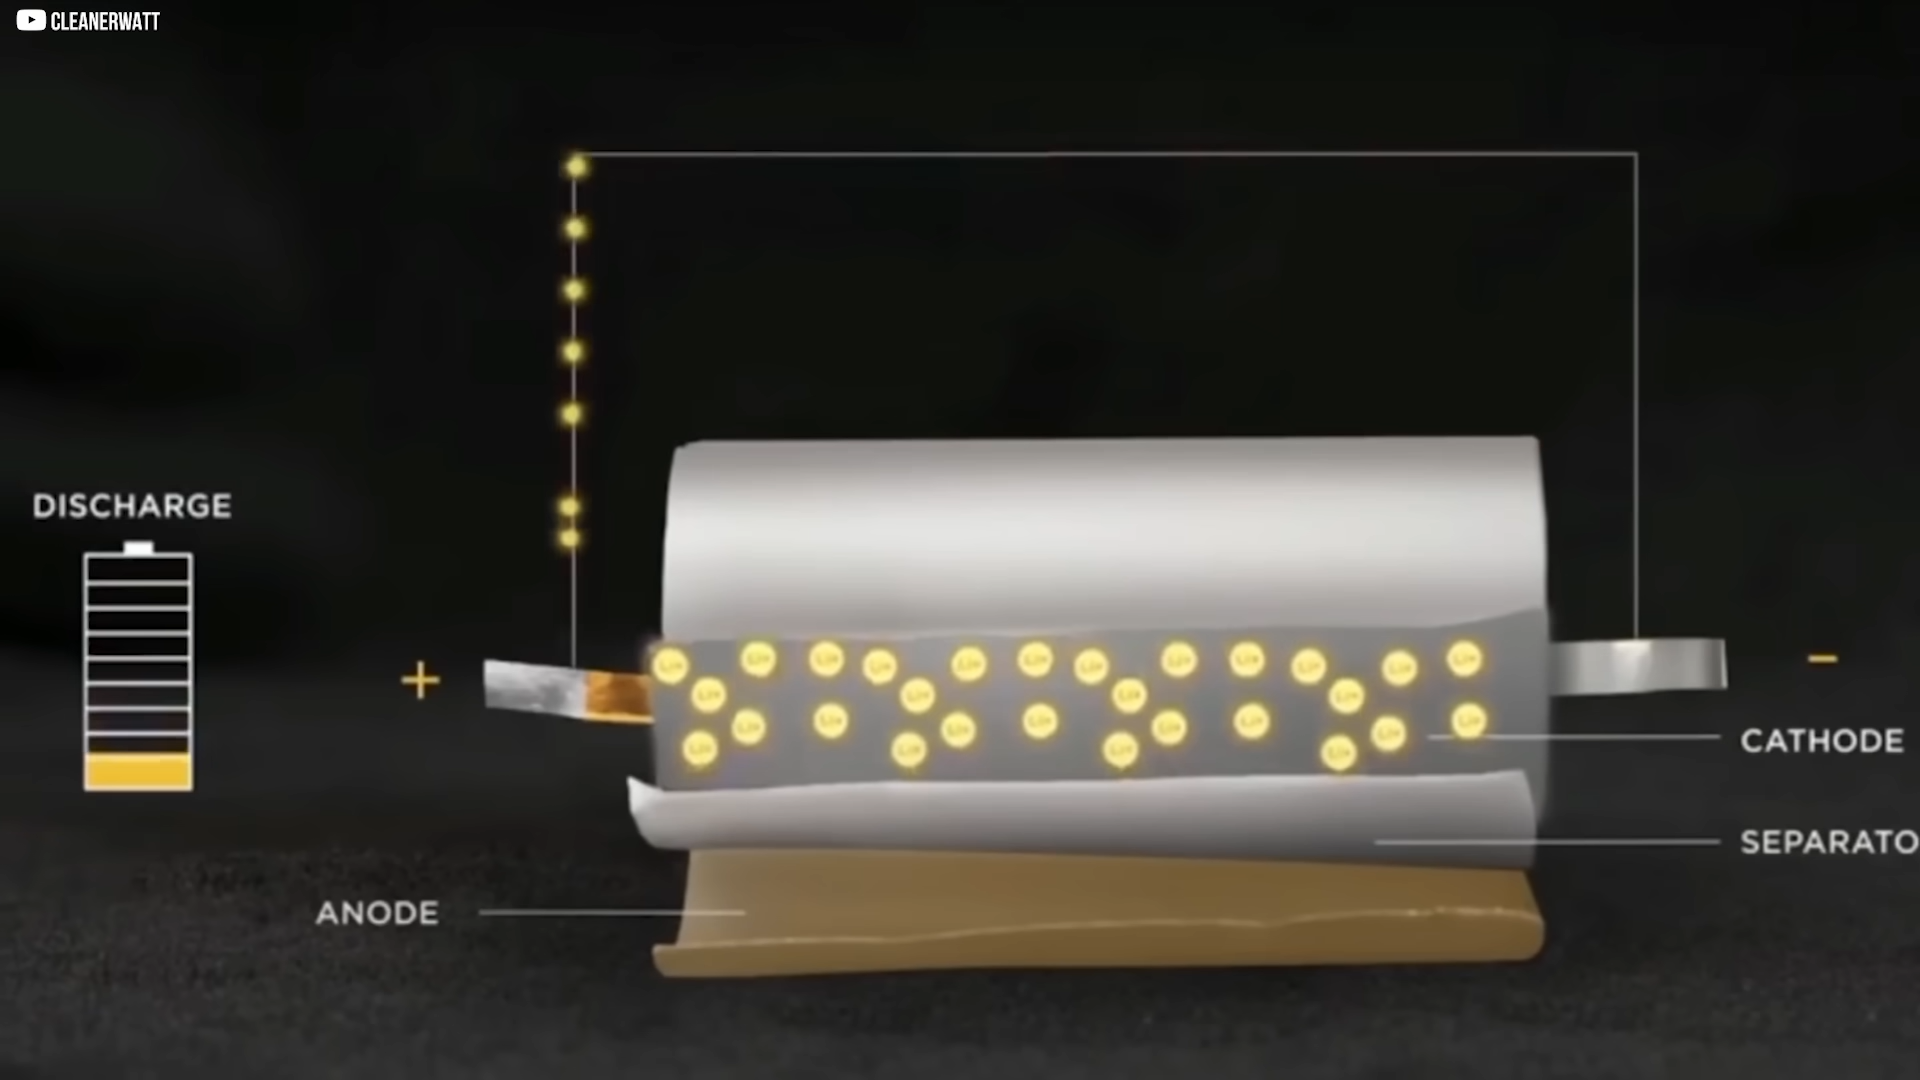 CLEANERWATT
DISCHARGE
+
−
CATHODE
SEPARATO
ANODE